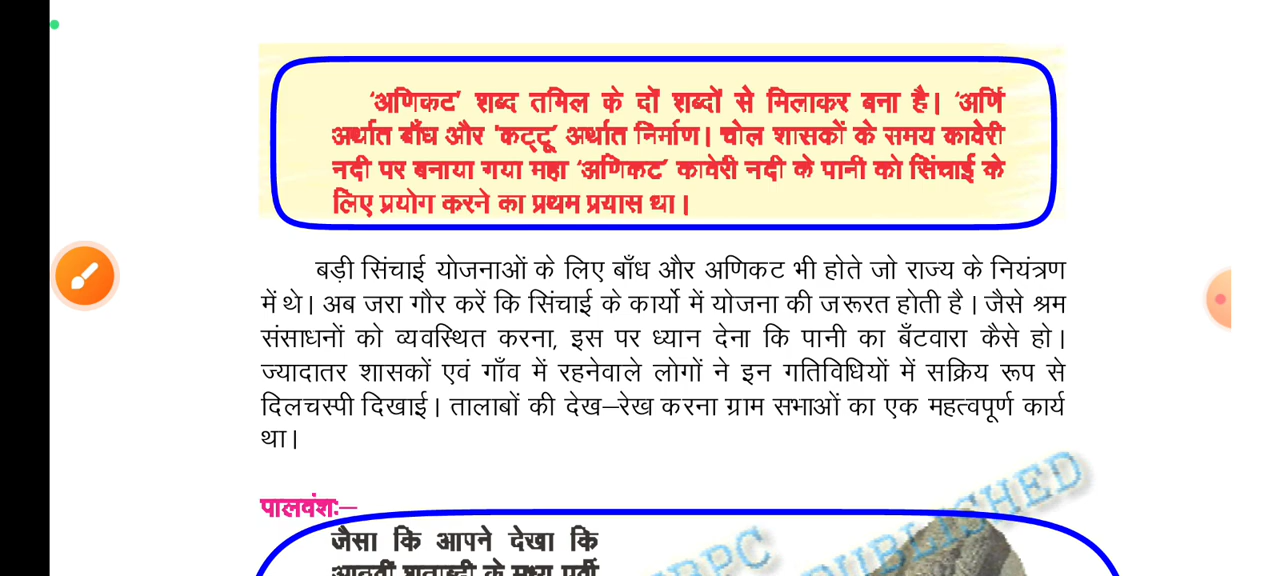 ‘अणिकट’ शब्द तमिल के दो शब्दों से मिलाकर बना है। ‘अणि
अर्थात बाँध और 'कट्टू' अर्थात निर्माण। चोल शासकों के समय कावेरी
नदी पर बनाया गया महा ‘अणिकट’ कावेरी नदी के पानी को सिंचाई के
लिए प्रयोग करने का प्रथम प्रयास था।
बड़ी सिंचाई योजनाओं के लिए बाँध और अणिकट भी होते जो राज्य के नियंत्रण
में थे। अब जरा गौर करें कि सिंचाई के कार्यो में योजना की जरूरत होती है। जैसे श्रम
संसाधनों को व्यवस्थित करना, इस पर ध्यान देना कि पानी का बँटवारा कैसे हो।
ज्यादातर शासकों एवं गाँव में रहनेवाले लोगों ने इन गतिविधियों में सक्रिय रूप से
दिलचस्पी दिखाई। तालाबों की देख–रेख करना ग्राम सभाओं का एक महत्वपूर्ण कार्य
था।
पालवंशः–
जैसा कि आपने देखा कि
आठवीं शताब्दी के मध्य पूर्वी
PUBLISHED